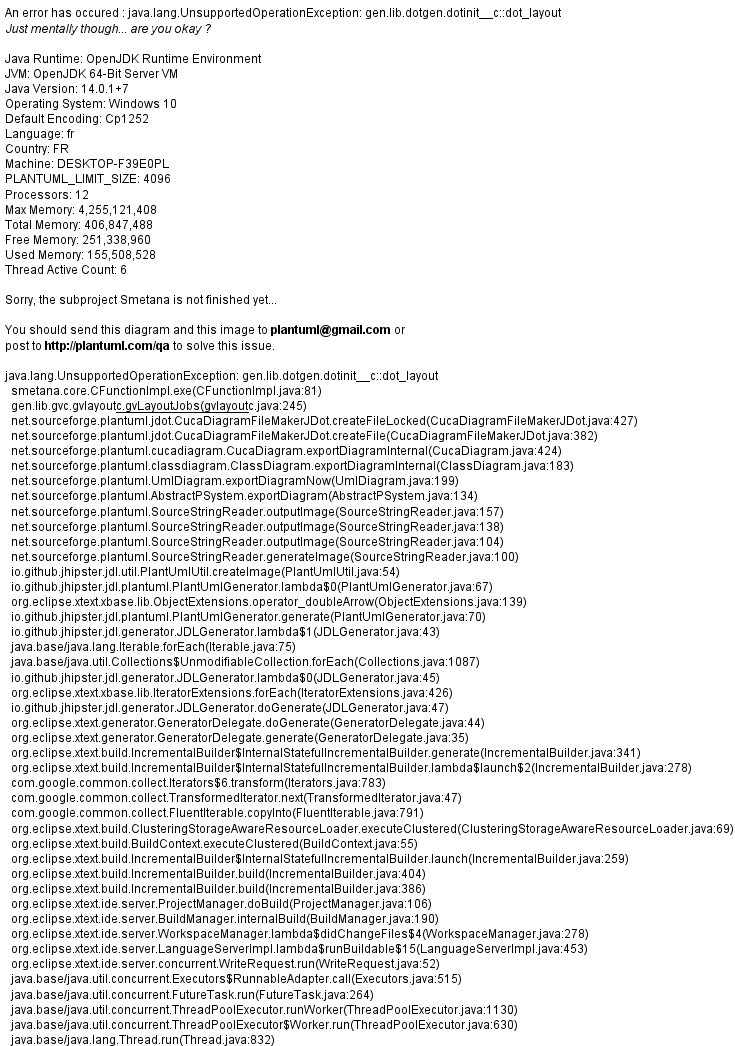 An error has occured : java.lang.UnsupportedOperationException: gen.lib.dotgen.dotinit__c::dot_layout
Just mentally though... are you okay ?
Java Runtime: OpenJDK Runtime Environment
JVM: OpenJDK 64-Bit Server VM
Java Version: 14.0.1+7
Operating System: Windows 10
Default Encoding: Cp1252
Language: fr
Country: FR
Machine: DESKTOP-F39E0PL
PLANTUML_LIMIT_SIZE: 4096
Processors: 12
Max Memory: 4,255,121,408
Total Memory: 406,847,488
Free Memory: 251,338,960
Used Memory: 155,508,528
Thread Active Count: 6
Sorry, the subproject Smetana is not finished yet...
You should send this diagram and this image to plantuml@gmail.com or
post to http://plantuml.com/qa to solve this issue.
java.lang.UnsupportedOperationException: gen.lib.dotgen.dotinit__c::dot_layout
smetana.core.CFunctionImpl.exe(CFunctionImpl.java:81)
gen.lib.gvc.gvlayoutc.gvLayoutJobs(gvlayoutc.java:245)
net.sourceforge.plantuml.jdot.CucaDiagramFileMakerJDot.createFileLocked(CucaDiagramFileMakerJDot.java:427)
net.sourceforge.plantuml.jdot.CucaDiagramFileMakerJDot.createFile(CucaDiagramFileMakerJDot.java:382)
net.sourceforge.plantuml.cucadiagram.CucaDiagram.exportDiagramInternal(CucaDiagram.java:424)
net.sourceforge.plantuml.classdiagram.ClassDiagram.exportDiagramInternal(ClassDiagram.java:183)
net.sourceforge.plantuml.UmlDiagram.exportDiagramNow(UmlDiagram.java:199)
net.sourceforge.plantuml.AbstractPSystem.exportDiagram(AbstractPSystem.java:134)
net.sourceforge.plantuml.SourceStringReader.outputImage(SourceStringReader.java:157)
net.sourceforge.plantuml.SourceStringReader.outputImage(SourceStringReader.java:138)
net.sourceforge.plantuml.SourceStringReader.outputImage(SourceStringReader.java:104)
net.sourceforge.plantuml.SourceStringReader.generateImage(SourceStringReader.java:100)
io.github.jhipster.jdl.util.PlantUmlUtil.createImage(PlantUmlUtil.java:54)
io.github.jhipster.jdl.plantuml.PlantUmlGenerator.lambda$0(PlantUmlGenerator.java:67)
org.eclipse.xtext.xbase.lib.ObjectExtensions.operator_doubleArrow(ObjectExtensions.java:139)
io.github.jhipster.jdl.plantuml.PlantUmlGenerator.generate(PlantUmlGenerator.java:70)
io.github.jhipster.jdl.generator.JDLGenerator.lambda$1(JDLGenerator.java:43)
java.base/java.lang.Iterable.forEach(Iterable.java:75)
java.base/java.util.Collections$UnmodifiableCollection.forEach(Collections.java:1087)
io.github.jhipster.jdl.generator.JDLGenerator.lambda$0(JDLGenerator.java:45)
org.eclipse.xtext.xbase.lib.IteratorExtensions.forEach(IteratorExtensions.java:426)
io.github.jhipster.jdl.generator.JDLGenerator.doGenerate(JDLGenerator.java:47)
org.eclipse.xtext.generator.GeneratorDelegate.doGenerate(GeneratorDelegate.java:44)
org.eclipse.xtext.generator.GeneratorDelegate.generate(GeneratorDelegate.java:35)
org.eclipse.xtext.build.IncrementalBuilder$InternalStatefulIncrementalBuilder.generate(IncrementalBuilder.java:341)
org.eclipse.xtext.build.IncrementalBuilder$InternalStatefulIncrementalBuilder.lambda$launch$2(IncrementalBuilder.java:278)
com.google.common.collect.Iterators$6.transform(Iterators.java:783)
com.google.common.collect.TransformedIterator.next(TransformedIterator.java:47)
com.google.common.collect.FluentIterable.copyInto(FluentIterable.java:791)
org.eclipse.xtext.build.ClusteringStorageAwareResourceLoader.executeClustered(ClusteringStorageAwareResourceLoader.java:69)
org.eclipse.xtext.build.BuildContext.executeClustered(BuildContext.java:55)
org.eclipse.xtext.build.IncrementalBuilder$InternalStatefulIncrementalBuilder.launch(IncrementalBuilder.java:259)
org.eclipse.xtext.build.IncrementalBuilder.build(IncrementalBuilder.java:404)
org.eclipse.xtext.build.IncrementalBuilder.build(IncrementalBuilder.java:386)
org.eclipse.xtext.ide.server.ProjectManager.doBuild(ProjectManager.java:106)
org.eclipse.xtext.ide.server.BuildManager.internalBuild(BuildManager.java:190)
org.eclipse.xtext.ide.server.WorkspaceManager.lambda$didChangeFiles$4(WorkspaceManager.java:278)
org.eclipse.xtext.ide.server.LanguageServerImpl.lambda$runBuildable$15(LanguageServerImpl.java:453)
org.eclipse.xtext.ide.server.concurrent.WriteRequest.run(WriteRequest.java:52)
java.base/java.util.concurrent.Executors$RunnableAdapter.call(Executors.java:515)
java.base/java.util.concurrent.FutureTask.run(FutureTask.java:264)
java.base/java.util.concurrent.ThreadPoolExecutor.runWorker(ThreadPoolExecutor.java:1130)
java.base/java.util.concurrent.ThreadPoolExecutor$Worker.run(ThreadPoolExecutor.java:630)
java.base/java.lang.Thread.run(Thread.java:832)